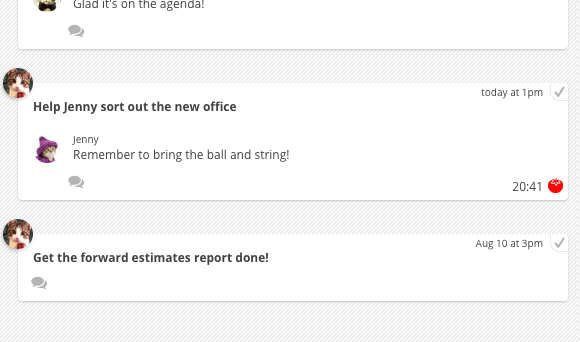 Glad it's on the agenda!
today at 1pm
Help Jenny sort out the new office
Jenny
Remember to bring the ball and string!
20:41
Aug 10 at 3pm
Get the forward estimates report done!